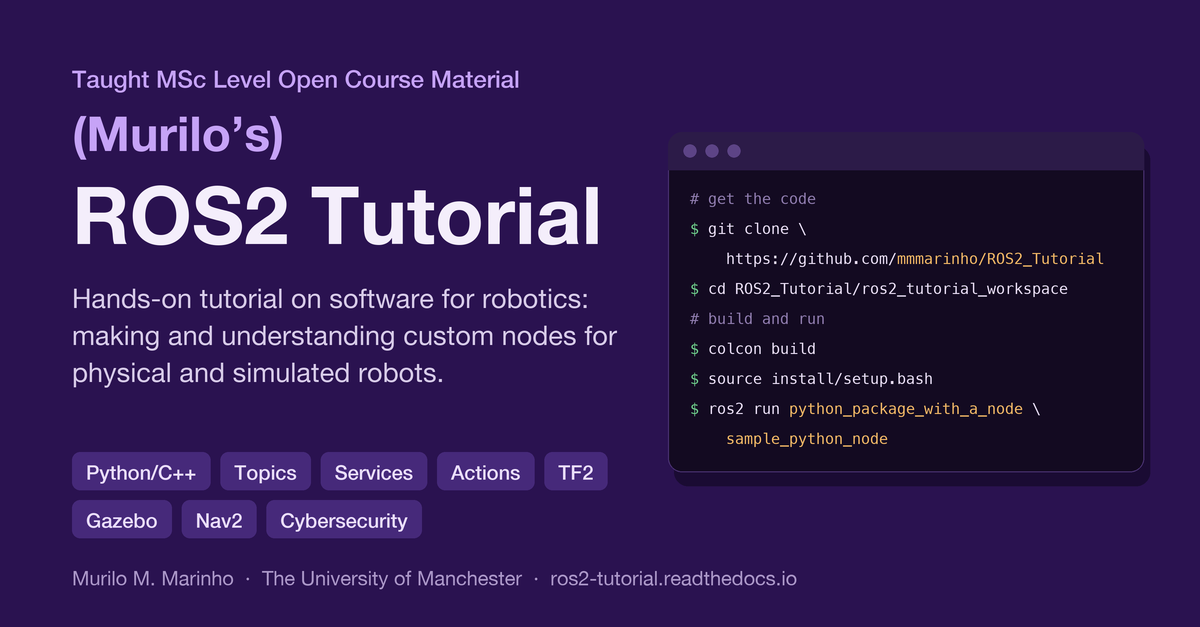 Taught MSc Level Open Course Material
(Murilo’s)
ROS2 Tutorial
Hands-on tutorial on software for robotics:
making and understanding custom nodes for
physical and simulated robots.
Python/C++ Topics Services Actions TF2
Gazebo Nav2 Cybersecurity
Murilo M. Marinho · The University of Manchester · ros2-tutorial.readthedocs.io
# get the code
$ git clone \
https://github.com/mmmarinho/ROS2_Tutorial
$ cd ROS2_Tutorial/ros2_tutorial_workspace
# build and run
$ colcon build
$ source install/setup.bash
$ ros2 run python_package_with_a_node \
sample_python_node